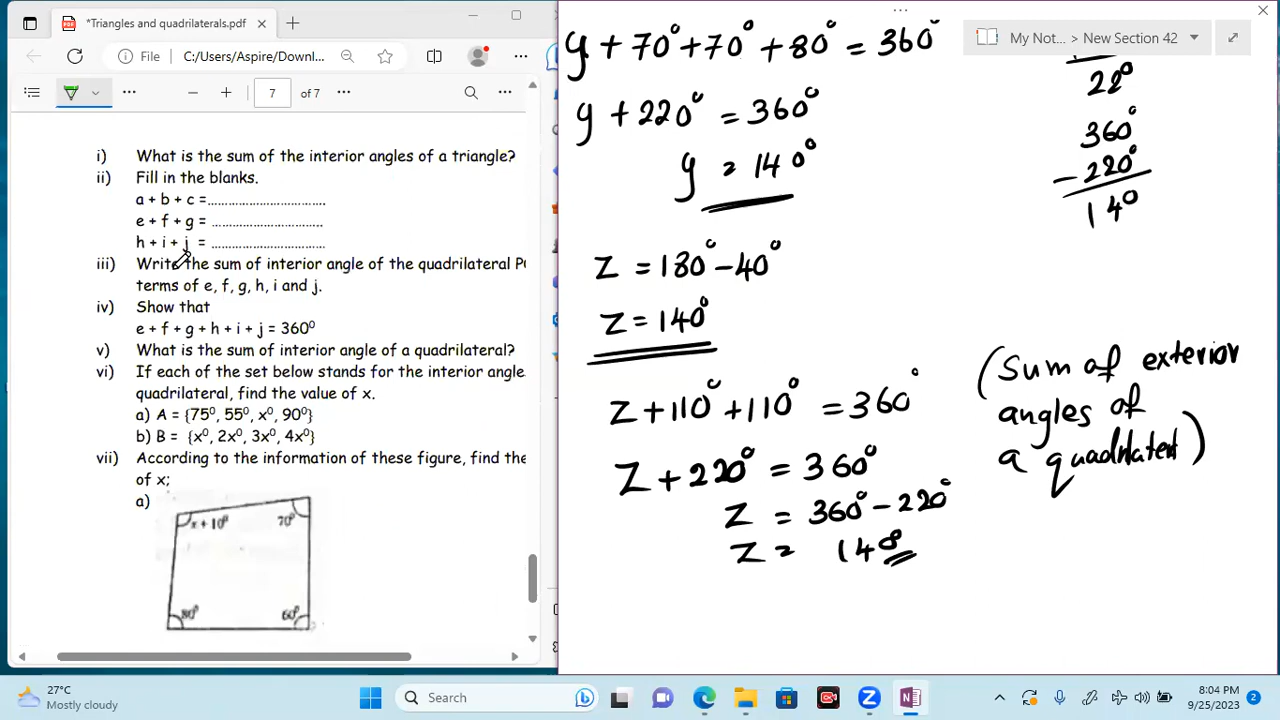 *Triangles and quadrilaterals.pdf
File
C:/Users/Aspire/Downl...
7 of 7
i) What is the sum of the interior angles of a triangle?
ii) Fill in the blanks.
a + b + c =.................................
e + f + g = ..............................
h + i + j = ..............................
iii) Write the sum of interior angle of the quadrilateral
terms of e, f, g, h, i and j.
iv) Show that
e + f + g + h + i + j = 360⁰
v) What is the sum of interior angle of a quadrilateral?
vi) If each of the set below stands for the interior angle
quadrilateral, find the value of x.
a) A = {75⁰, 55⁰, x⁰, 90⁰}
b) B = {x⁰, 2x⁰, 3x⁰, 4x⁰}
vii) According to the information of these figure, find the
of x;
a)
x + 10⁰ 70⁰
80⁰ 60⁰
My Not... > New Section 42
y + 70° + 70° + 80° = 360°
y + 220° = 360°
y = 140°
z = 180° - 40°
z = 140°
z + 110° + 110° = 360°
z + 220° = 360°
z = 360° - 220°
z = 140
22°
360°
- 220°
140
(Sum of exterior
angles of
a quadrilateral)
27°C
Mostly cloudy
Search
8:04 PM
9/25/2023
2